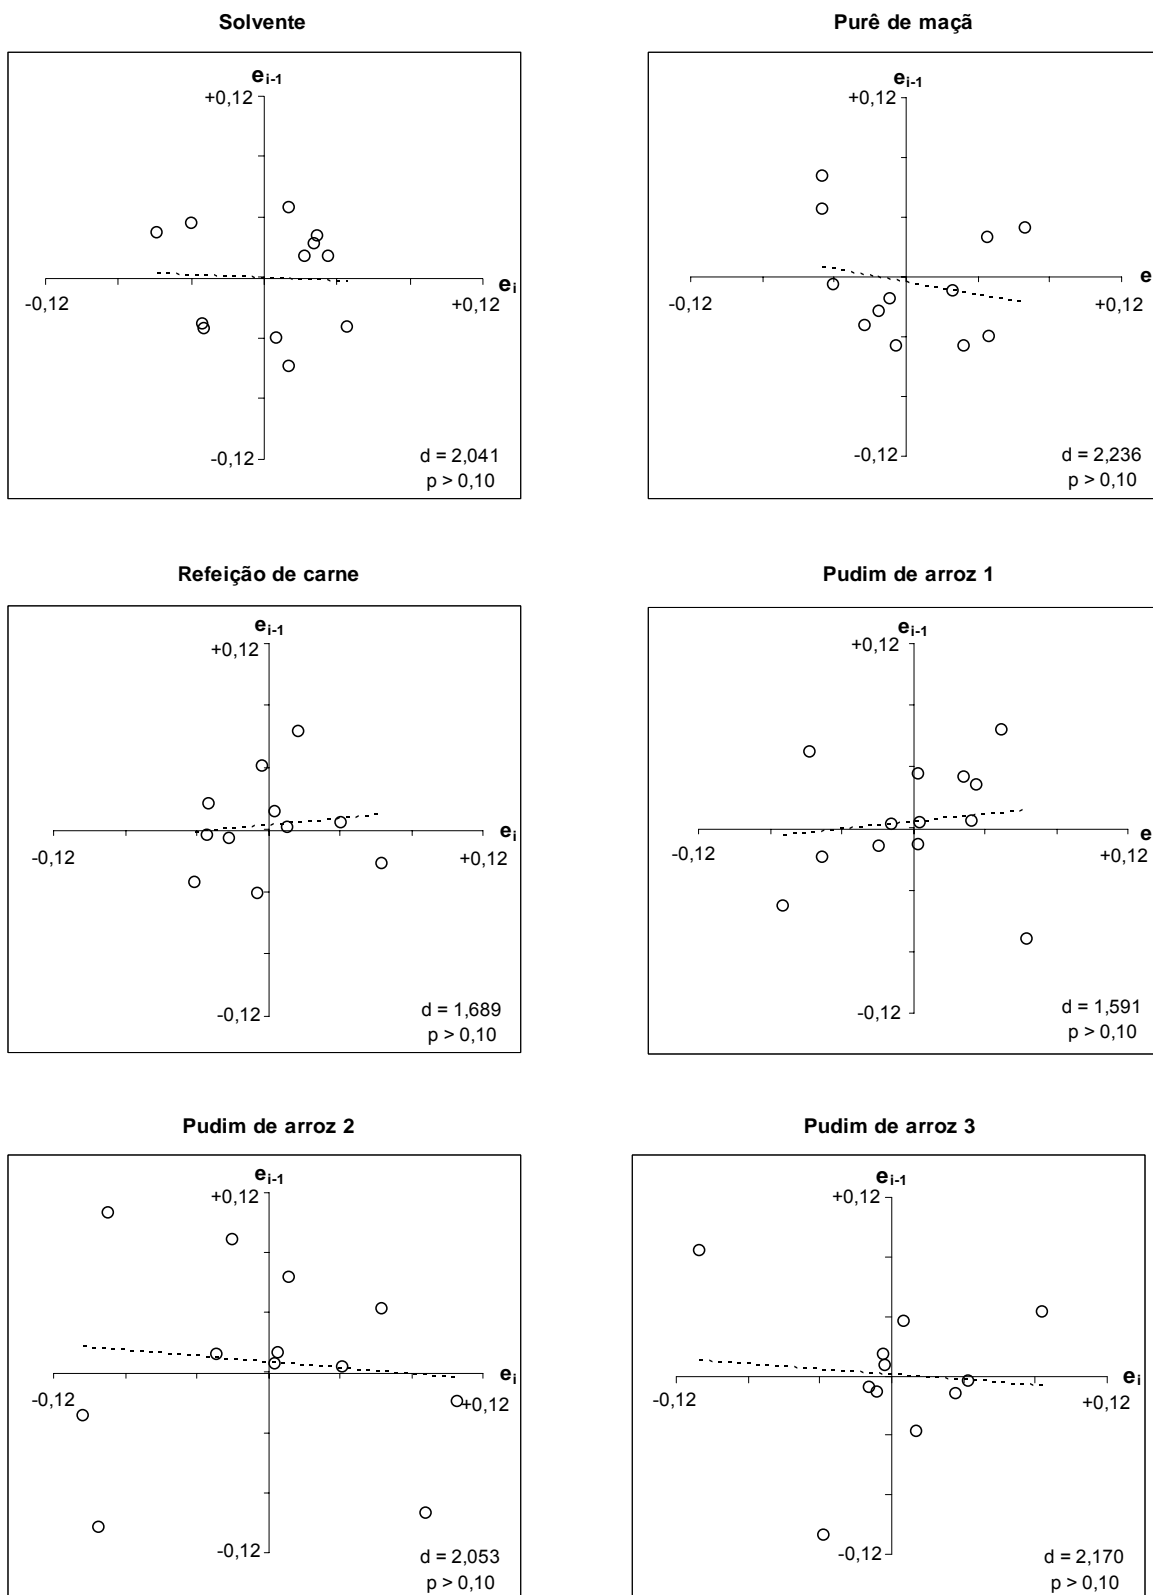 Solvente
e i-1
+0,12
-0,12
e i
+0,12
-0,12
d = 2,041
p > 0,10
Purê de maçã
e i-1
+0,12
e
-0,12
+0,12
-0,12
d = 2,236
p > 0,10
Refeição de carne
e i-1
+0,12
e i
-0,12
+0,12
-0,12
d = 1,689
p > 0,10
Pudim de arroz 1
e i-1
+0,12
e
-0,12
+0,12
-0,12
d = 1,591
p > 0,10
Pudim de arroz 2
e i-1
+0,12
e i
-0,12
+0,12
-0,12
d = 2,053
p > 0,10
Pudim de arroz 3
e i-1
+0,12
e i
-0,12
+0,12
-0,12
d = 2,170
p > 0,10